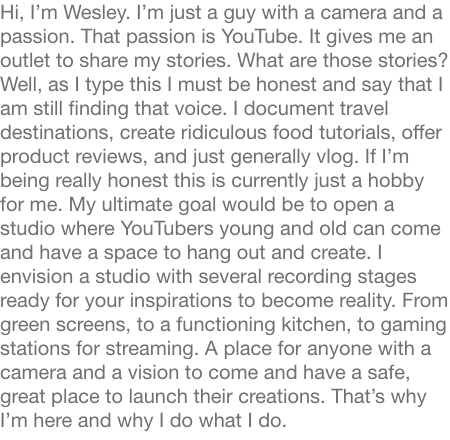 Hi, I’m Wesley. I’m just a guy with a camera and a
passion. That passion is YouTube. It gives me an
outlet to share my stories. What are those stories?
Well, as I type this I must be honest and say that I
am still finding that voice. I document travel
destinations, create ridiculous food tutorials, offer
product reviews, and just generally vlog. If I’m
being really honest this is currently just a hobby
for me. My ultimate goal would be to open a
studio where YouTubers young and old can come
and have a space to hang out and create. I
envision a studio with several recording stages
ready for your inspirations to become reality. From
green screens, to a functioning kitchen, to gaming
stations for streaming. A place for anyone with a
camera and a vision to come and have a safe,
great place to launch their creations. That’s why
I’m here and why I do what I do.